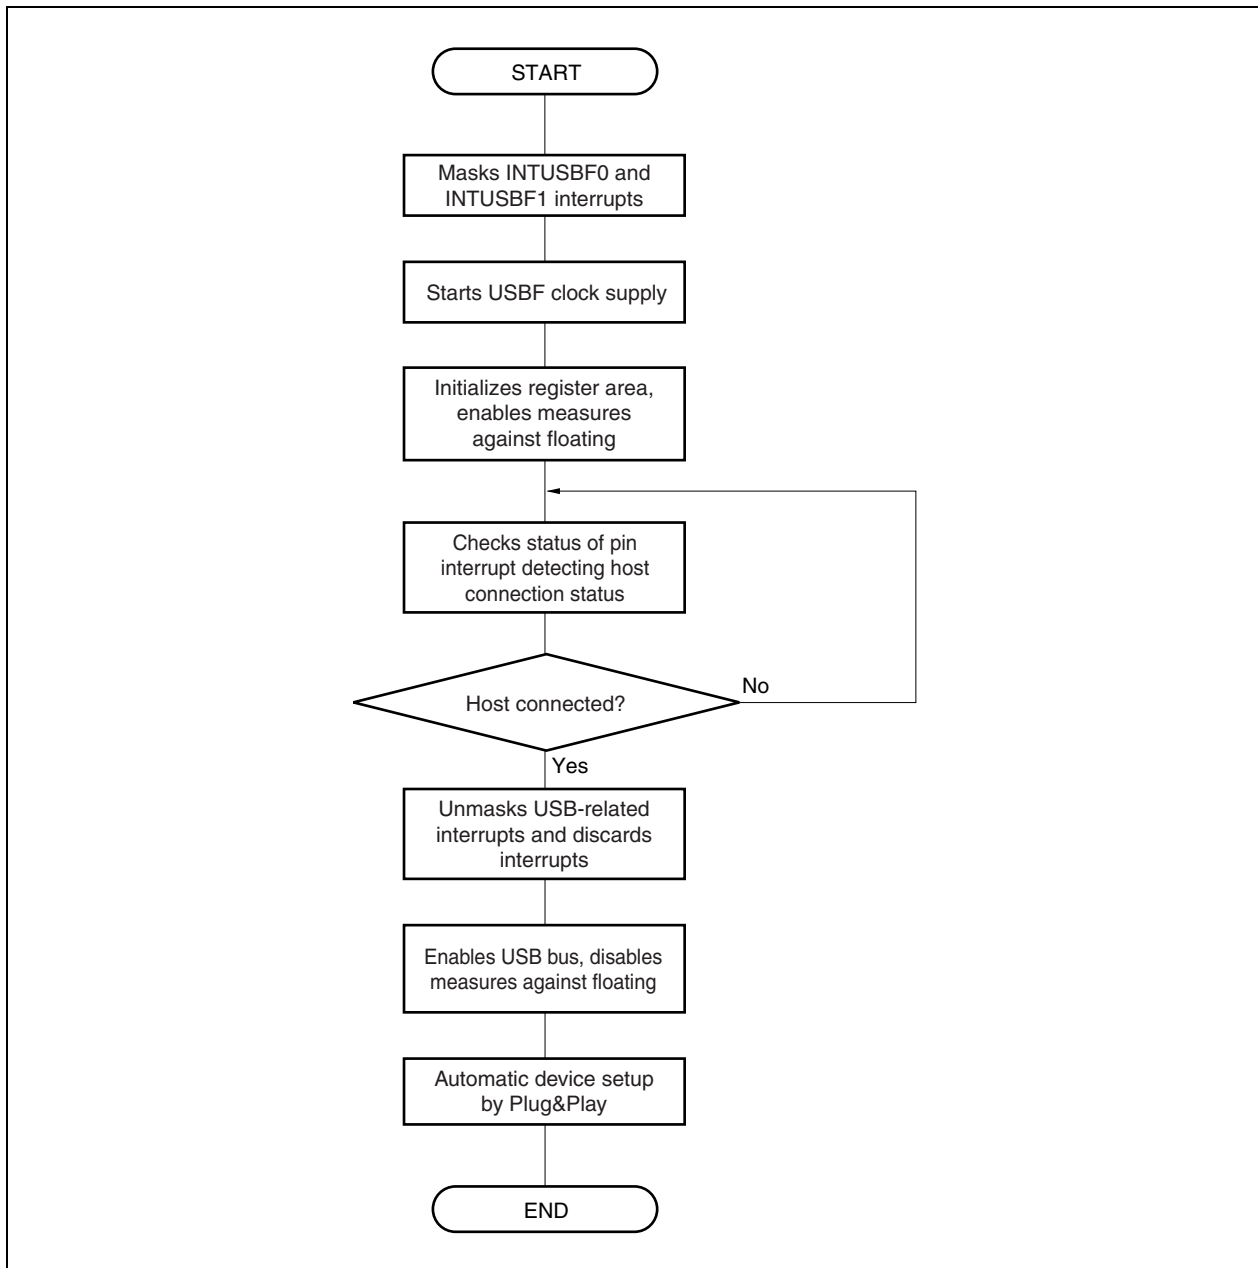 START
Masks INTUSBF0 and
INTUSBF1 interrupts
Starts USBF clock supply
Initializes register area,
enables measures
against floating
Checks status of pin
interrupt detecting host
connection status
Host connected?
No
Yes
Unmasks USB-related
interrupts and discards
interrupts
Enables USB bus, disables
measures against floating
Automatic device setup
by Plug&Play
END